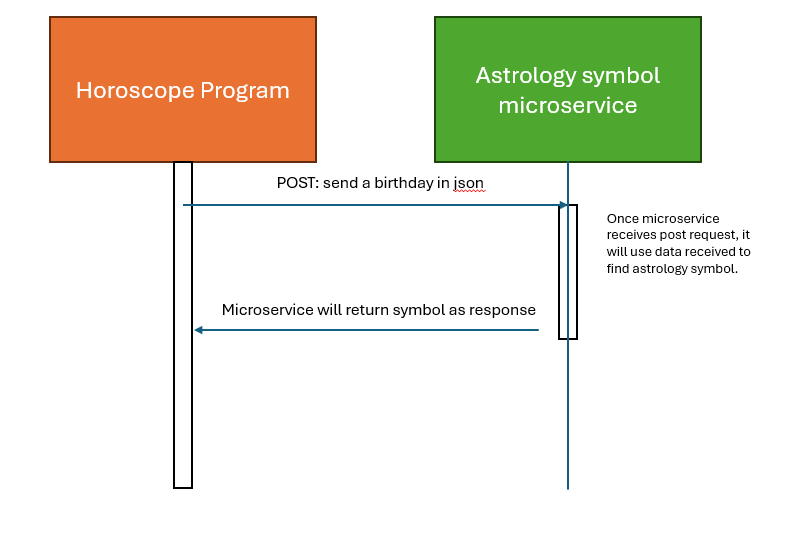 Horoscope Program
Astrology symbol
microservice
POST: send a birthday in json
Once microservice
receives post request, it
will use data received to
find astrology symbol.
Microservice will return symbol as response